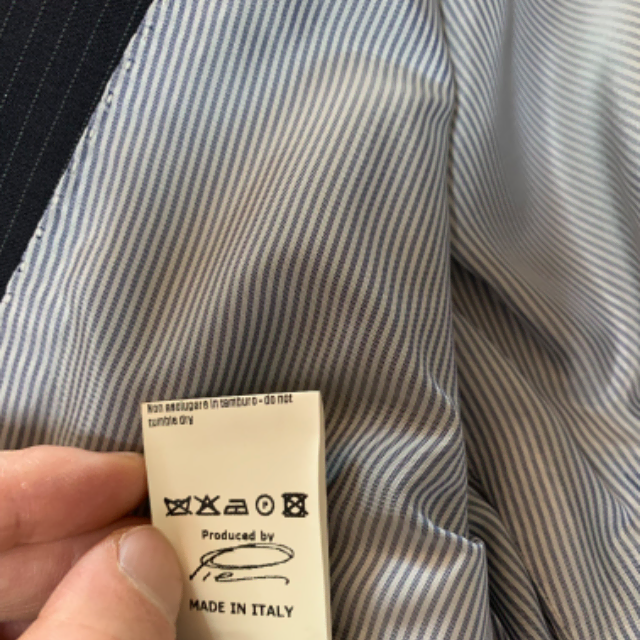 Non asciugare in tamburo - do not
tumble dry
Produced by
MADE IN ITALY